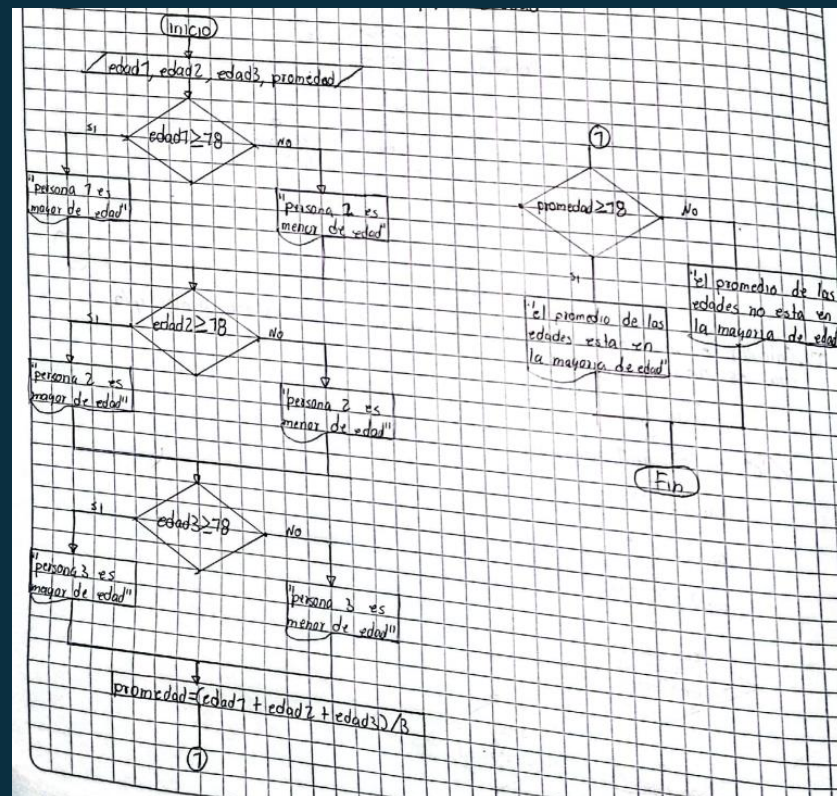 Inicio
edad1, edad2, edad3, promedad
edad1≥18
si
No
"persona 1 es
mayor de edad"
"persona 1 es
menor de edad"
edad2≥18
si
No
"persona 2 es
mayor de edad"
"persona 2 es
menor de edad"
edad3≥18
si
No
"persona 3 es
mayor de edad"
"persona 3 es
menor de edad"
promedad=(edad1+edad2+edad3)/3
1
1
promedad≥18
No
si
"el promedio de las
edades esta en
la mayoria de edad"
"el promedio de las
edades no esta en
la mayoria de edad
Fin